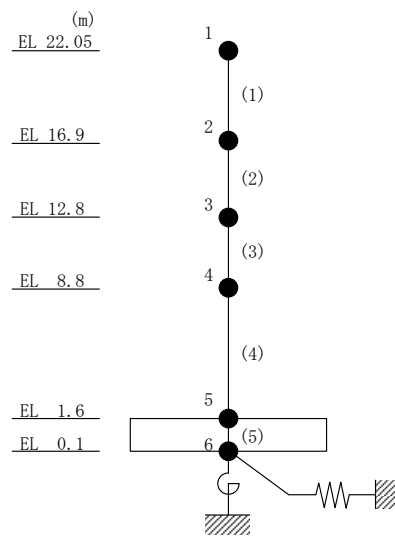 (m)
1
EL 22.05
(1)
2
EL 16.9
(2)
3
EL 12.8
(3)
4
EL 8.8
(4)
5
EL 1.6
(5)
6
EL 0.1